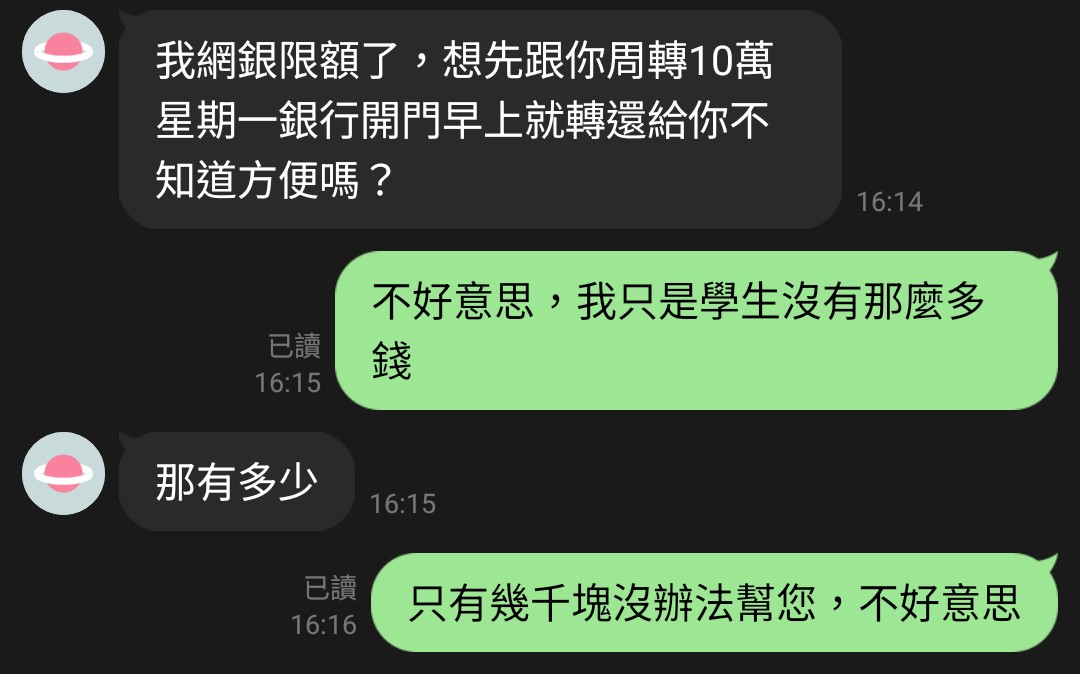 我網銀限額了，想先跟你周轉10萬
星期一銀行開門早上就轉還給你不
知道方便嗎？
16:14
不好意思，我只是學生沒有那麼多
錢
已讀
16:15
那有多少
16:15
只有幾千塊沒辦法幫您，不好意思
已讀
16:16